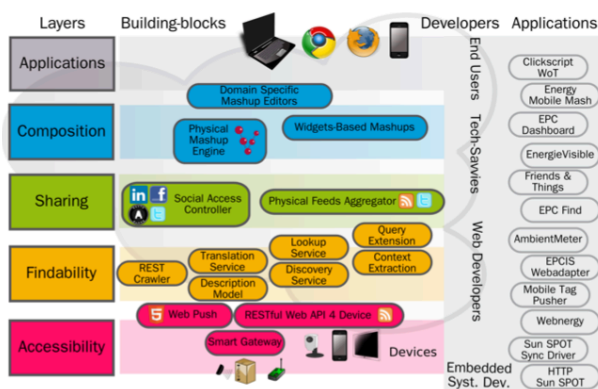 Layers
Building-blocks
Developers
Applications
Applications
End Users
Clickscript
WoT
Energy
Mobile Mash
Domain Specific
Mashup Editors
Composition
Physical
Mashup
Engine
Widgets-Based Mashups
Tech-Savvies
EPC
Dashboard
EnergieVisible
Friends &
Things
Sharing
in
f
Social Access
Controller
Physical Feeds Aggregator
EPC Find
Findability
REST
Crawler
Translation
Service
Description
Model
Lookup
Service
Discovery
Service
Query
Extension
Context
Extraction
Web Developers
AmbientMeter
EPCIS
Webadapter
Mobile Tag
Pusher
Webnergy
Accessibility
5
Web Push
RESTful Web API 4 Device
Smart Gateway
Devices
Embedded
Syst. Dev.
Sun SPOT
Sync Driver
HTTP
Sun SPOT